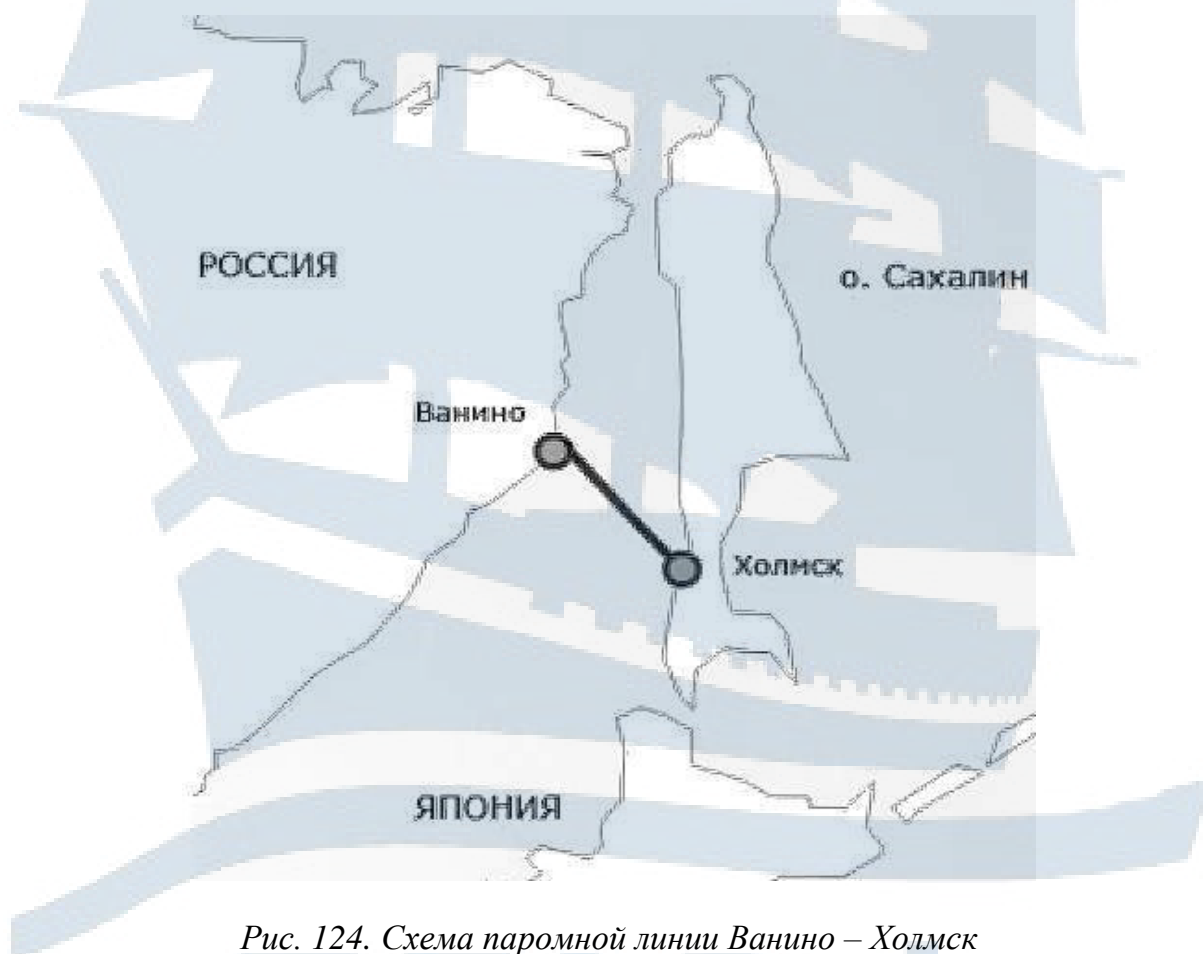 РОССИЯ
о. Сахалин
Ванино
Холмск
ЯПОНИЯ
Рис. 124. Схема паромной линии Ванино – Холмск